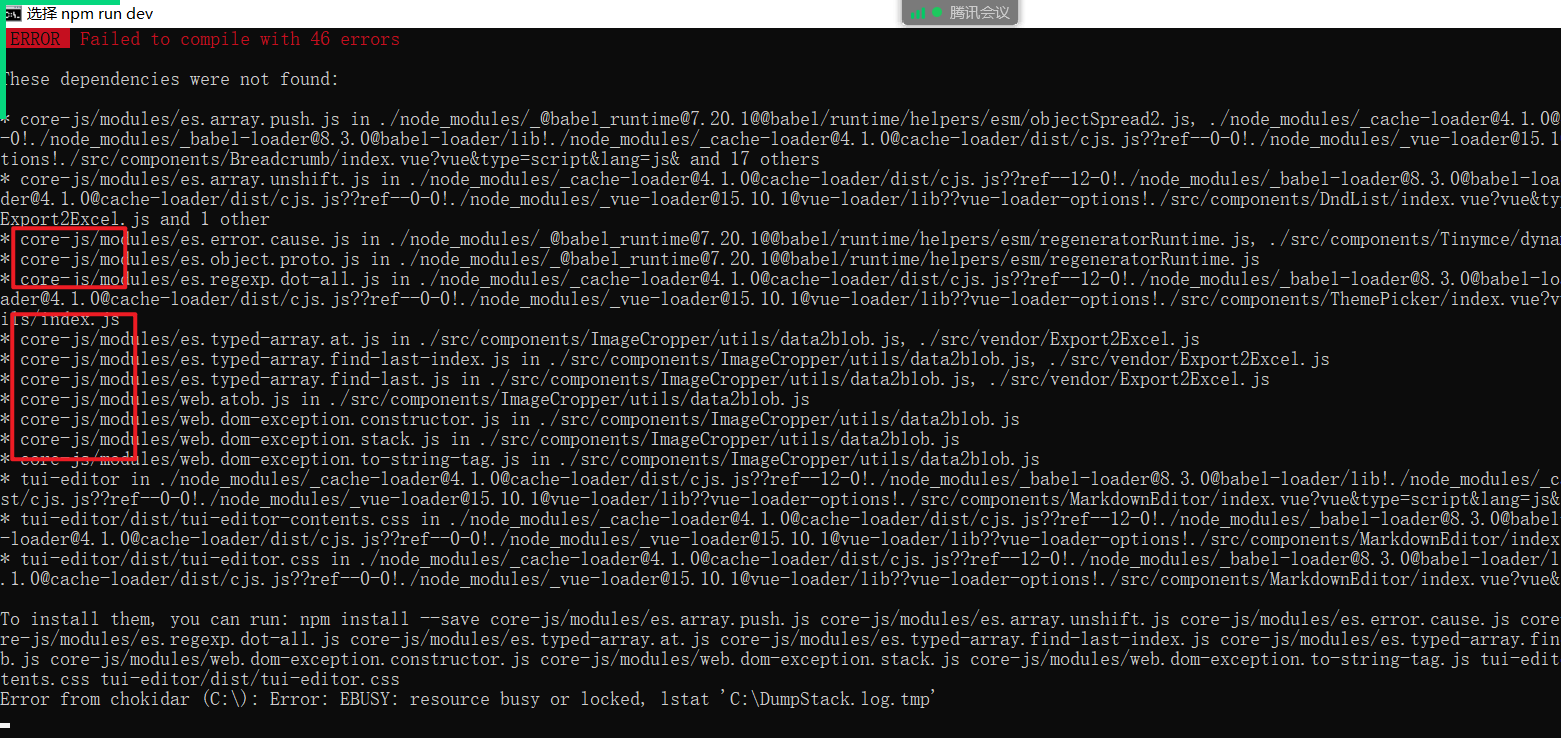 选择 npm run dev
腾讯会议
ERROR Failed to compile with 46 errors
These dependencies were not found:
* core-js/modules/es.array.push.js in ./node_modules/_@babel_runtime@7.20.1@@babel/runtime/helpers/esm/objectSpread2.js, ./node_modules/_cache-loader@4.1.0@
-0!./node_modules/_babel-loader@8.3.0@babel-loader/lib!./node_modules/_cache-loader@4.1.0@cache-loader/dist/cjs.js??ref--0-0!./node_modules/_vue-loader@15.1
tions!./src/components/Breadcrumb/index.vue?vue&type=script&lang=js& and 17 others
* core-js/modules/es.array.unshift.js in ./node_modules/_cache-loader@4.1.0@cache-loader/dist/cjs.js??ref--12-0!./node_modules/_babel-loader@8.3.0@babel-loa
der@4.1.0@cache-loader/dist/cjs.js??ref--0-0!./node_modules/_vue-loader@15.10.1@vue-loader/lib??vue-loader-options!./src/components/DndList/index.vue?vue&ty
Export2Excel.js and 1 other
* core-js/modules/es.error.cause.js in ./node_modules/_@babel_runtime@7.20.1@@babel/runtime/helpers/esm/regeneratorRuntime.js, ./src/components/Tinymce/dyna
* core-js/modules/es.object.proto.js in ./node_modules/_@babel_runtime@7.20.1@@babel/runtime/helpers/esm/regeneratorRuntime.js
* core-js/modules/es.regexp.dot-all.js in ./node_modules/_cache-loader@4.1.0@cache-loader/dist/cjs.js??ref--12-0!./node_modules/_babel-loader@8.3.0@babel-lo
ader@4.1.0@cache-loader/dist/cjs.js??ref--0-0!./node_modules/_vue-loader@15.10.1@vue-loader/lib??vue-loader-options!./src/components/ThemePicker/index.vue?v
ils/index.js
* core-js/modules/es.typed-array.at.js in ./src/components/ImageCropper/utils/data2blob.js, ./src/vendor/Export2Excel.js
* core-js/modules/es.typed-array.find-last-index.js in ./src/components/ImageCropper/utils/data2blob.js, ./src/vendor/Export2Excel.js
* core-js/modules/es.typed-array.find-last.js in ./src/components/ImageCropper/utils/data2blob.js, ./src/vendor/Export2Excel.js
* core-js/modules/web.atob.js in ./src/components/ImageCropper/utils/data2blob.js
* core-js/modules/web.dom-exception.constructor.js in ./src/components/ImageCropper/utils/data2blob.js
* core-js/modules/web.dom-exception.stack.js in ./src/components/ImageCropper/utils/data2blob.js
* core-js/modules/web.dom-exception.to-string-tag.js in ./src/components/ImageCropper/utils/data2blob.js
* tui-editor in ./node_modules/_cache-loader@4.1.0@cache-loader/dist/cjs.js??ref--12-0!./node_modules/_babel-loader@8.3.0@babel-loader/lib!./node_modules/_c
st/cjs.js??ref--0-0!./node_modules/_vue-loader@15.10.1@vue-loader/lib??vue-loader-options!./src/components/MarkdownEditor/index.vue?vue&type=script&lang=js&
* tui-editor/dist/tui-editor-contents.css in ./node_modules/_cache-loader@4.1.0@cache-loader/dist/cjs.js??ref--12-0!./node_modules/_babel-loader@8.3.0@babel
-loader@4.1.0@cache-loader/dist/cjs.js??ref--0-0!./node_modules/_vue-loader@15.10.1@vue-loader/lib??vue-loader-options!./src/components/MarkdownEditor/index
* tui-editor/dist/tui-editor.css in ./node_modules/_cache-loader@4.1.0@cache-loader/dist/cjs.js??ref--12-0!./node_modules/_babel-loader@8.3.0@babel-loader/l
.1.0@cache-loader/dist/cjs.js??ref--0-0!./node_modules/_vue-loader@15.10.1@vue-loader/lib??vue-loader-options!./src/components/MarkdownEditor/index.vue?vue&
To install them, you can run: npm install --save core-js/modules/es.array.push.js core-js/modules/es.array.unshift.js core-js/modules/es.error.cause.js core
re-js/modules/es.regexp.dot-all.js core-js/modules/es.typed-array.at.js core-js/modules/es.typed-array.find-last-index.js core-js/modules/es.typed-array.fin
b.js core-js/modules/web.dom-exception.constructor.js core-js/modules/web.dom-exception.stack.js core-js/modules/web.dom-exception.to-string-tag.js tui-edit
tents.css tui-editor/dist/tui-editor.css
Error from chokidar (C:\): Error: EBUSY: resource busy or locked, lstat 'C:\DumpStack.log.tmp'